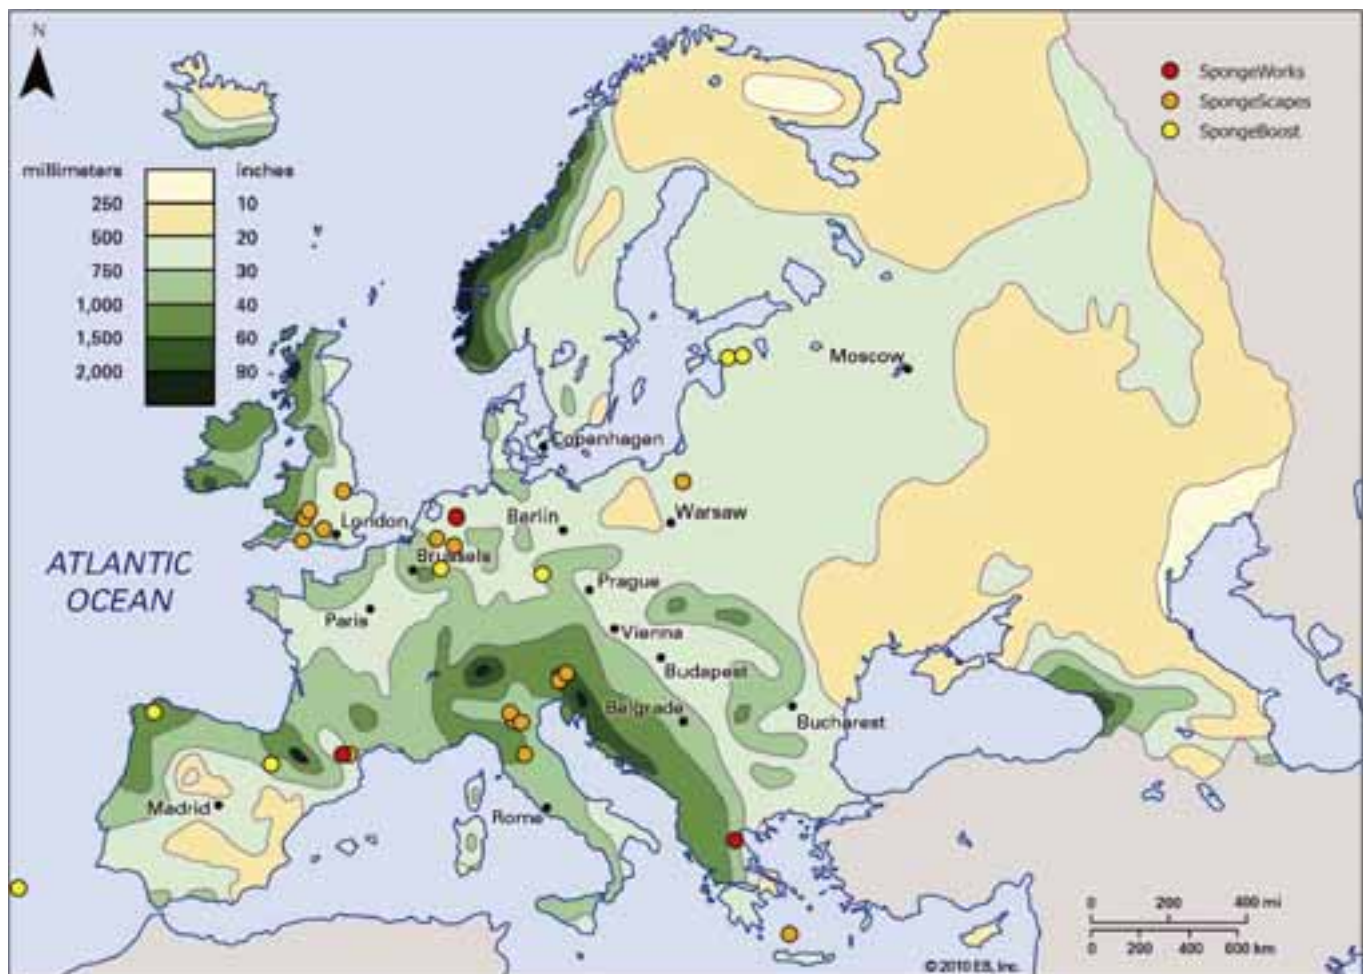 N
SpongeWorks
SpongeScapes
SpongeBoost
millimeters
inches
250
10
500
20
750
30
1,000
40
1,500
60
2,000
80
Moscow
Copenhagen
London
Berlin
Warsaw
Brussels
ATLANTIC
OCEAN
Prague
Paris
Vienna
Budapest
Belgrade
Bucharest
Madrid
Rome
0
200
400 mi
0
200
400
600 km
© 2010 EB, Inc.